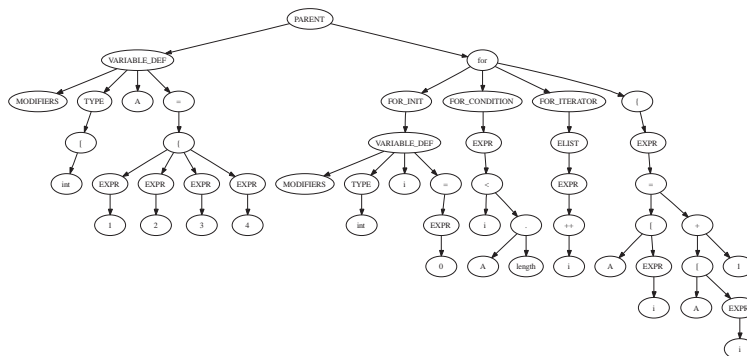 PARENT
VARIABLE_DEF for
MODIFIERS TYPE A = FOR_INIT FOR_CONDITION FOR_ITERATOR {
[ { VARIABLE_DEF EXPR ELIST EXPR
int EXPR EXPR EXPR EXPR MODIFIERS TYPE i = < EXPR =
1 2 3 4 int EXPR i . ++ [ +
0 A length i A EXPR [ 1
i A EXPR
i